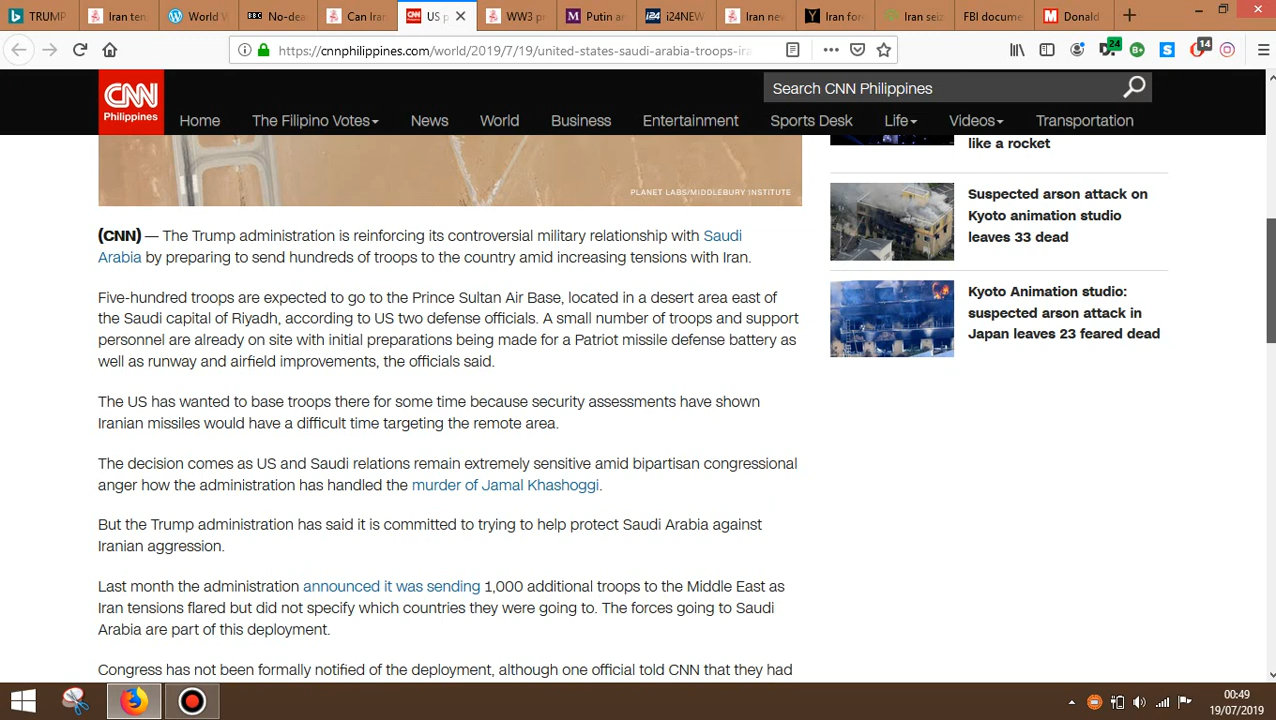 TRUMP
Iran ten
World V
No-dea
Can Iran
US p
WW3 pr
Putin an
i24NEW
Iran nev
Iran for
Iran seiz
FBI docume
Donald
https://cnnphilippines.com/world/2019/7/19/united-states-saudi-arabia-troops-ira
24
14
CNN
Philippines
Search CNN Philippines
Home
The Filipino Votes
News
World
Business
Entertainment
Sports Desk
Life
Videos
Transportation
PLANET LABS/MIDDLEBURY INSTITUTE
(CNN) — The Trump administration is reinforcing its controversial military relationship with Saudi
Arabia by preparing to send hundreds of troops to the country amid increasing tensions with Iran.
Five-hundred troops are expected to go to the Prince Sultan Air Base, located in a desert area east of
the Saudi capital of Riyadh, according to US two defense officials. A small number of troops and support
personnel are already on site with initial preparations being made for a Patriot missile defense battery as
well as runway and airfield improvements, the officials said.
The US has wanted to base troops there for some time because security assessments have shown
Iranian missiles would have a difficult time targeting the remote area.
The decision comes as US and Saudi relations remain extremely sensitive amid bipartisan congressional
anger how the administration has handled the murder of Jamal Khashoggi.
But the Trump administration has said it is committed to trying to help protect Saudi Arabia against
Iranian aggression.
Last month the administration announced it was sending 1,000 additional troops to the Middle East as
Iran tensions flared but did not specify which countries they were going to. The forces going to Saudi
Arabia are part of this deployment.
Congress has not been formally notified of the deployment, although one official told CNN that they had
like a rocket
Suspected arson attack on
Kyoto animation studio
leaves 33 dead
Kyoto Animation studio:
suspected arson attack in
Japan leaves 23 feared dead
00:49
19/07/2019